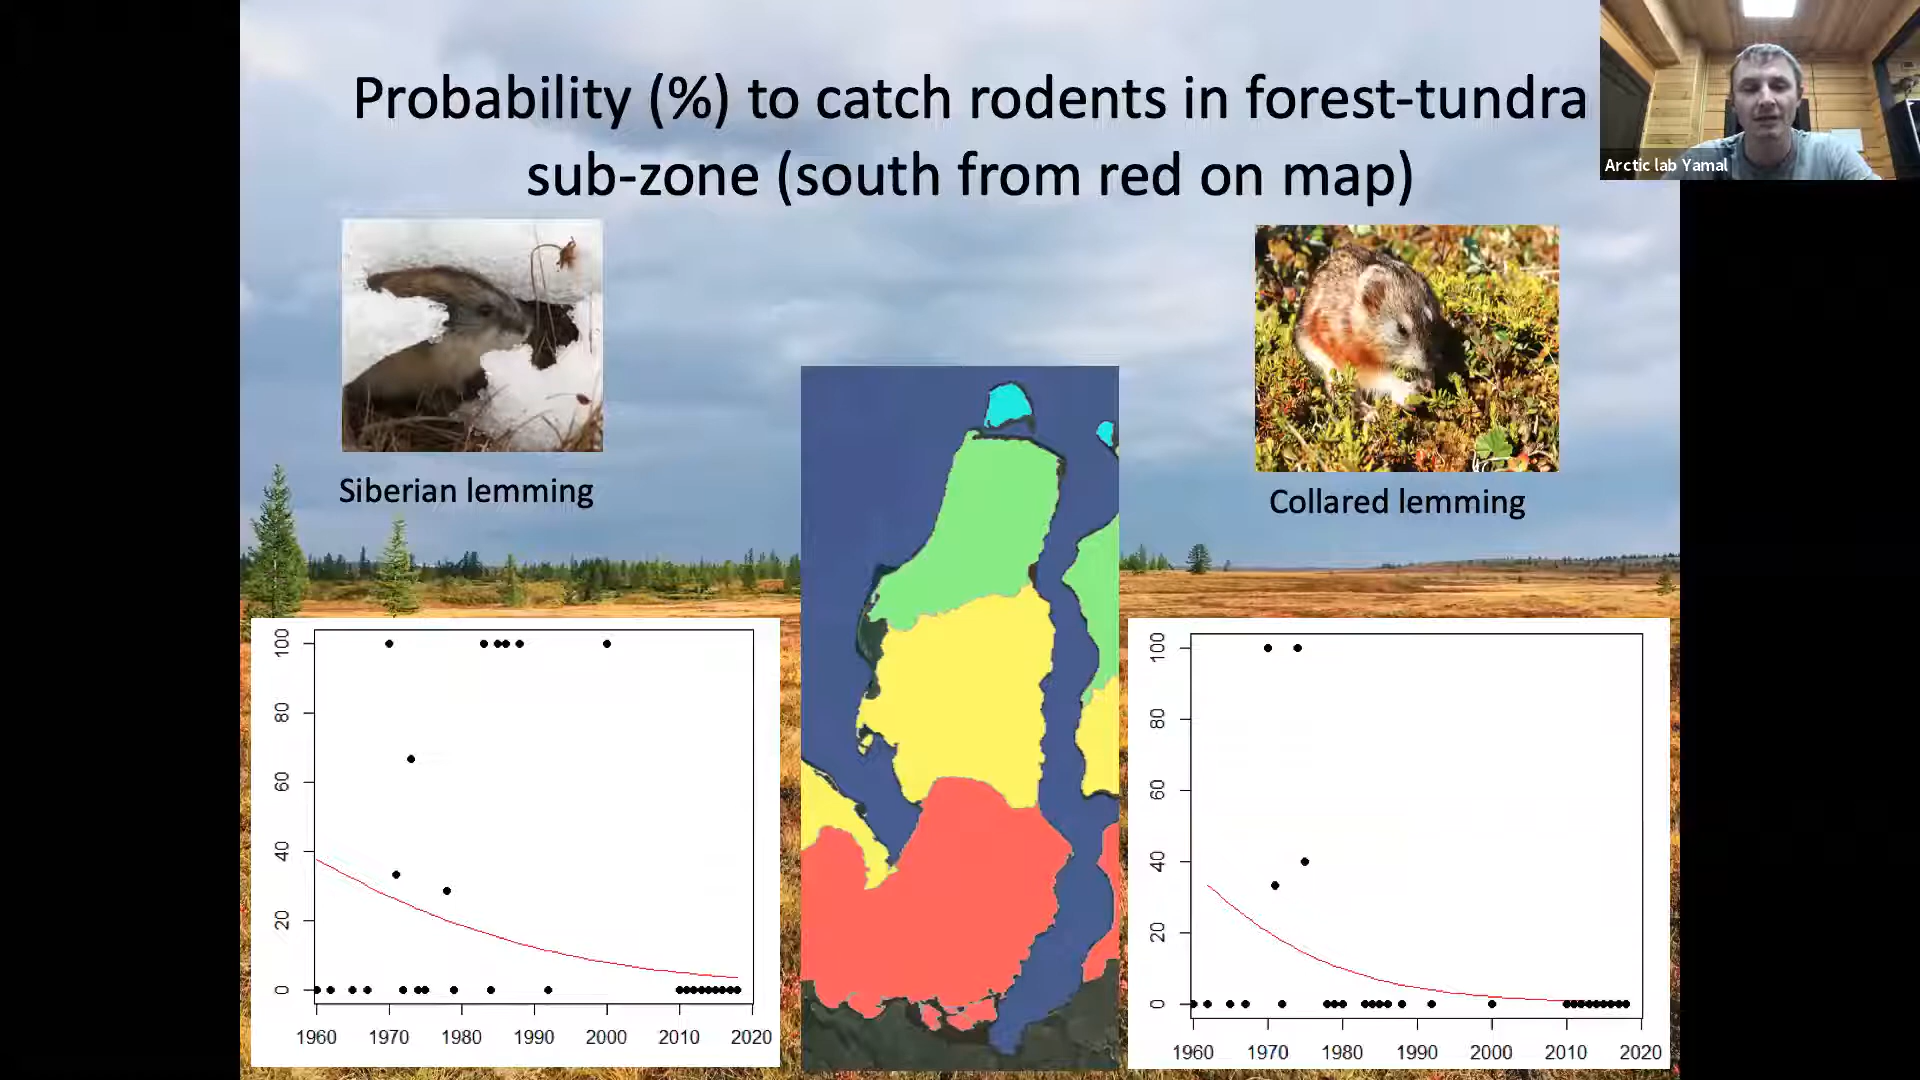 Probability (%) to catch rodents in forest-tundra
sub-zone (south from red on map)
Arctic lab Yamal
Siberian lemming
Collared lemming
100
80
60
40
20
0
1960 1970 1980 1990 2000 2010 2020
100
80
60
40
20
0
1960 1970 1980 1990 2000 2010 2020